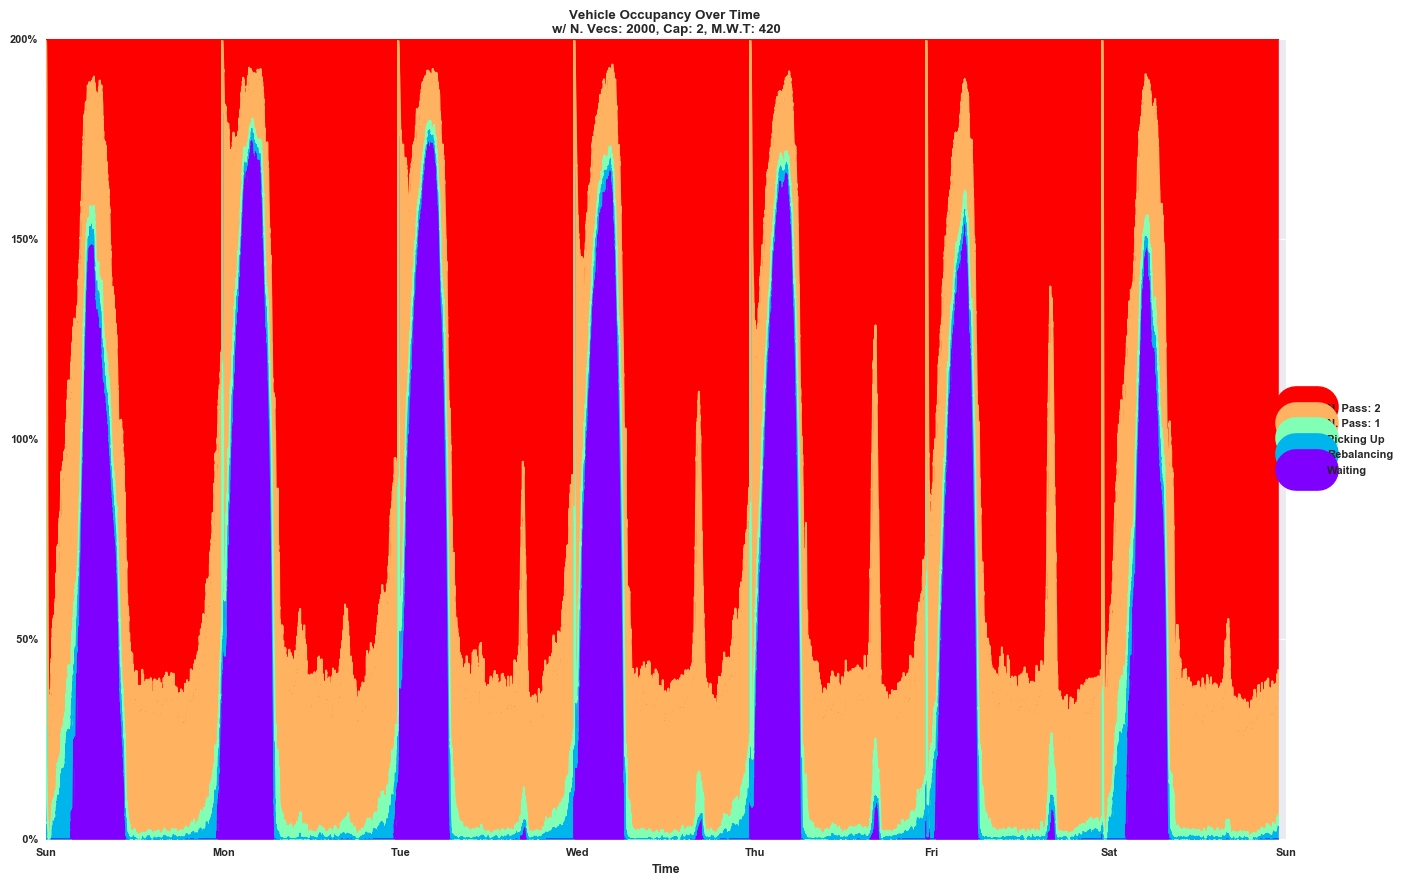 Vehicle Occupancy Over Time
w/ N. Vecs: 2000, Cap: 2, M.W.T: 420
200%
150%
100%
50%
0%
Sun Mon Tue Wed Thu Fri Sat Sun
Time
Pass: 2
Pass: 1
Picking Up
Rebalancing
Waiting